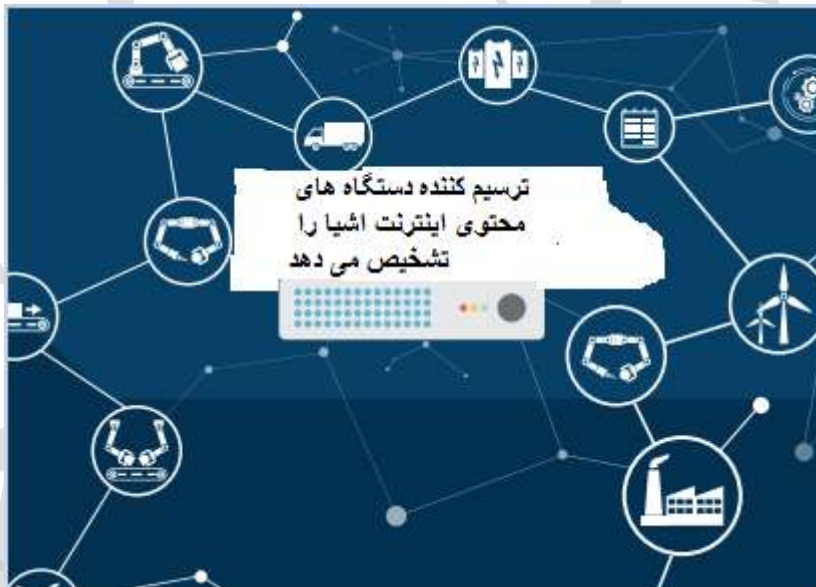 ترسیم کننده دستگاه های
محتوی اینترنت اشیا را
تشخیص می دهد